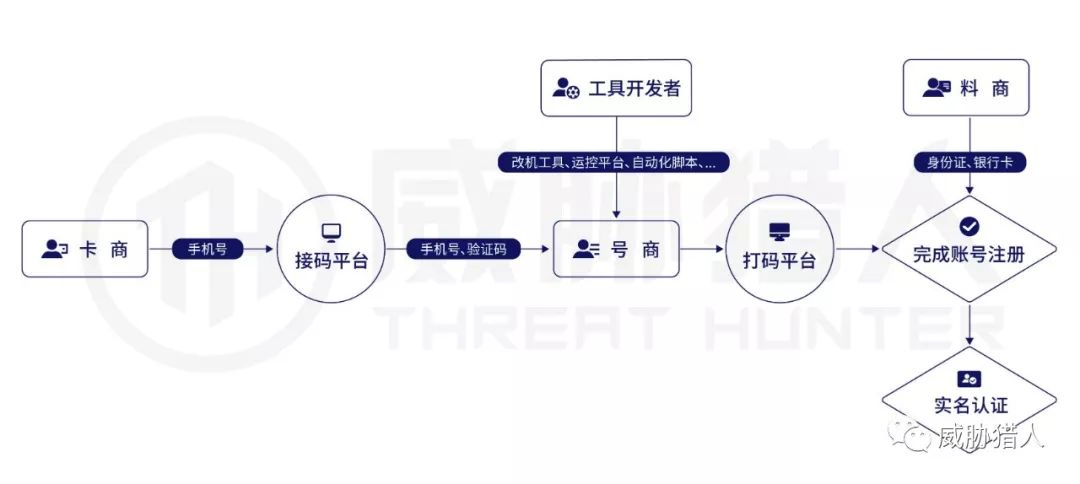 工具开发者
料 商
改机工具、运控平台、自动化脚本、...
身份证、银行卡
卡 商
手机号
接码平台
手机号、验证码
号 商
打码平台
完成账号注册
威胁猎人
THREAT HUNTER
实名认证
威胁猎人